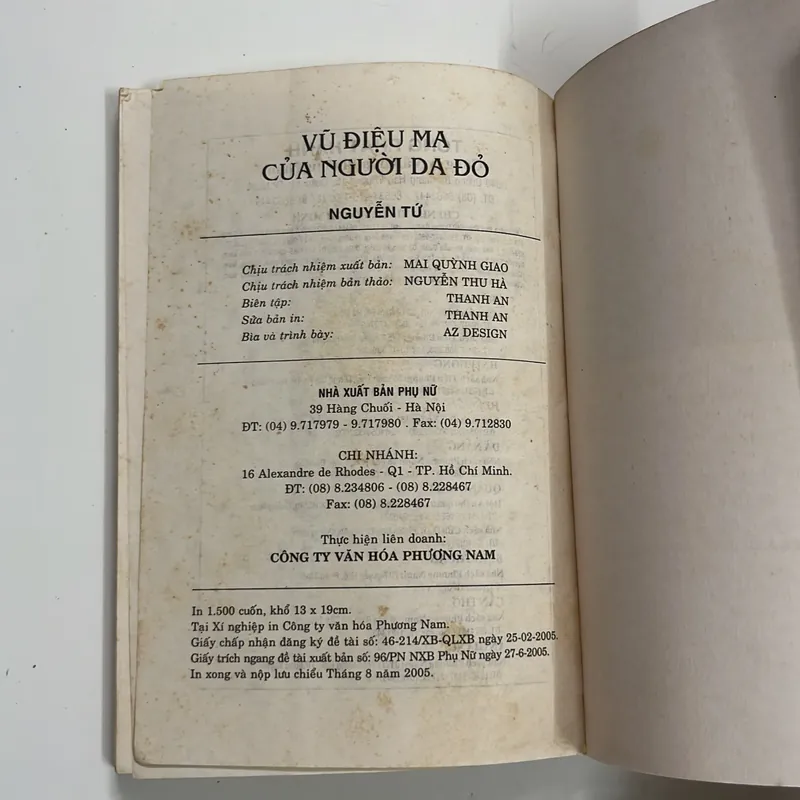 VŨ ĐIỆU MA
CỦA NGƯỜI DA ĐỎ
NGUYỄN TỨ
Chịu trách nhiệm xuất bản: MAI QUỲNH GIAO
Chịu trách nhiệm bản thảo: NGUYỄN THU HÀ
Biên tập: THANH AN
Sửa bản in: THANH AN
Bìa và trình bày: AZ DESIGN
NHÀ XUẤT BẢN PHỤ NỮ
39 Hàng Chuối - Hà Nội
ĐT: (04) 9.717979 - 9.717980 . Fax: (04) 9.712830
CHI NHÁNH:
16 Alexandre de Rhodes - Q1 - TP. Hồ Chí Minh.
ĐT: (08) 8.234806 - (08) 8.228467
Fax: (08) 8.228467
Thực hiện liên doanh:
CÔNG TY VĂN HÓA PHƯƠNG NAM
In 1.500 cuốn, khổ 13 x 19cm.
Tại Xí nghiệp in Công ty văn hóa Phương Nam.
Giấy chấp nhận đăng ký đề tài số: 46-214/XB-QLXB ngày 25-02-2005.
Giấy trích ngang đề tài xuất bản số: 96/PN NXB Phụ Nữ ngày 27-6-2005.
In xong và nộp lưu chiểu Tháng 8 năm 2005.